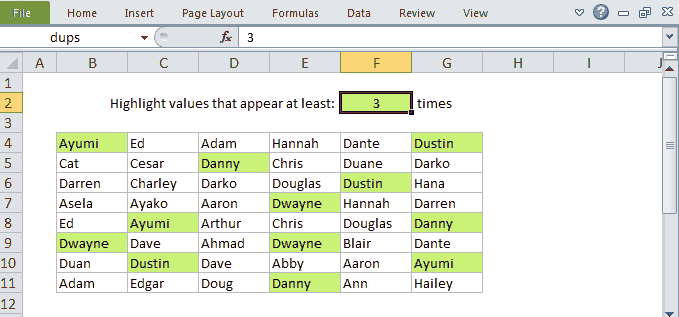 File Home Insert Page Layout Formulas Data Review View
dups fx 3
A B C D E F G H I J
1
2 Highlight values that appear at least: 3 times
3
4 Ayumi Ed Adam Hannah Dante Dustin
5 Cat Cesar Danny Chris Duane Darko
6 Darren Charley Darko Douglas Dustin Hana
7 Asela Ayako Aaron Dwayne Hannah Darren
8 Ed Ayumi Arthur Chris Douglas Danny
9 Dwayne Dave Ahmad Dwayne Blair Dante
10 Duan Dustin Dave Abby Aaron Ayumi
11 Adam Edgar Doug Danny Ann Hailey
12